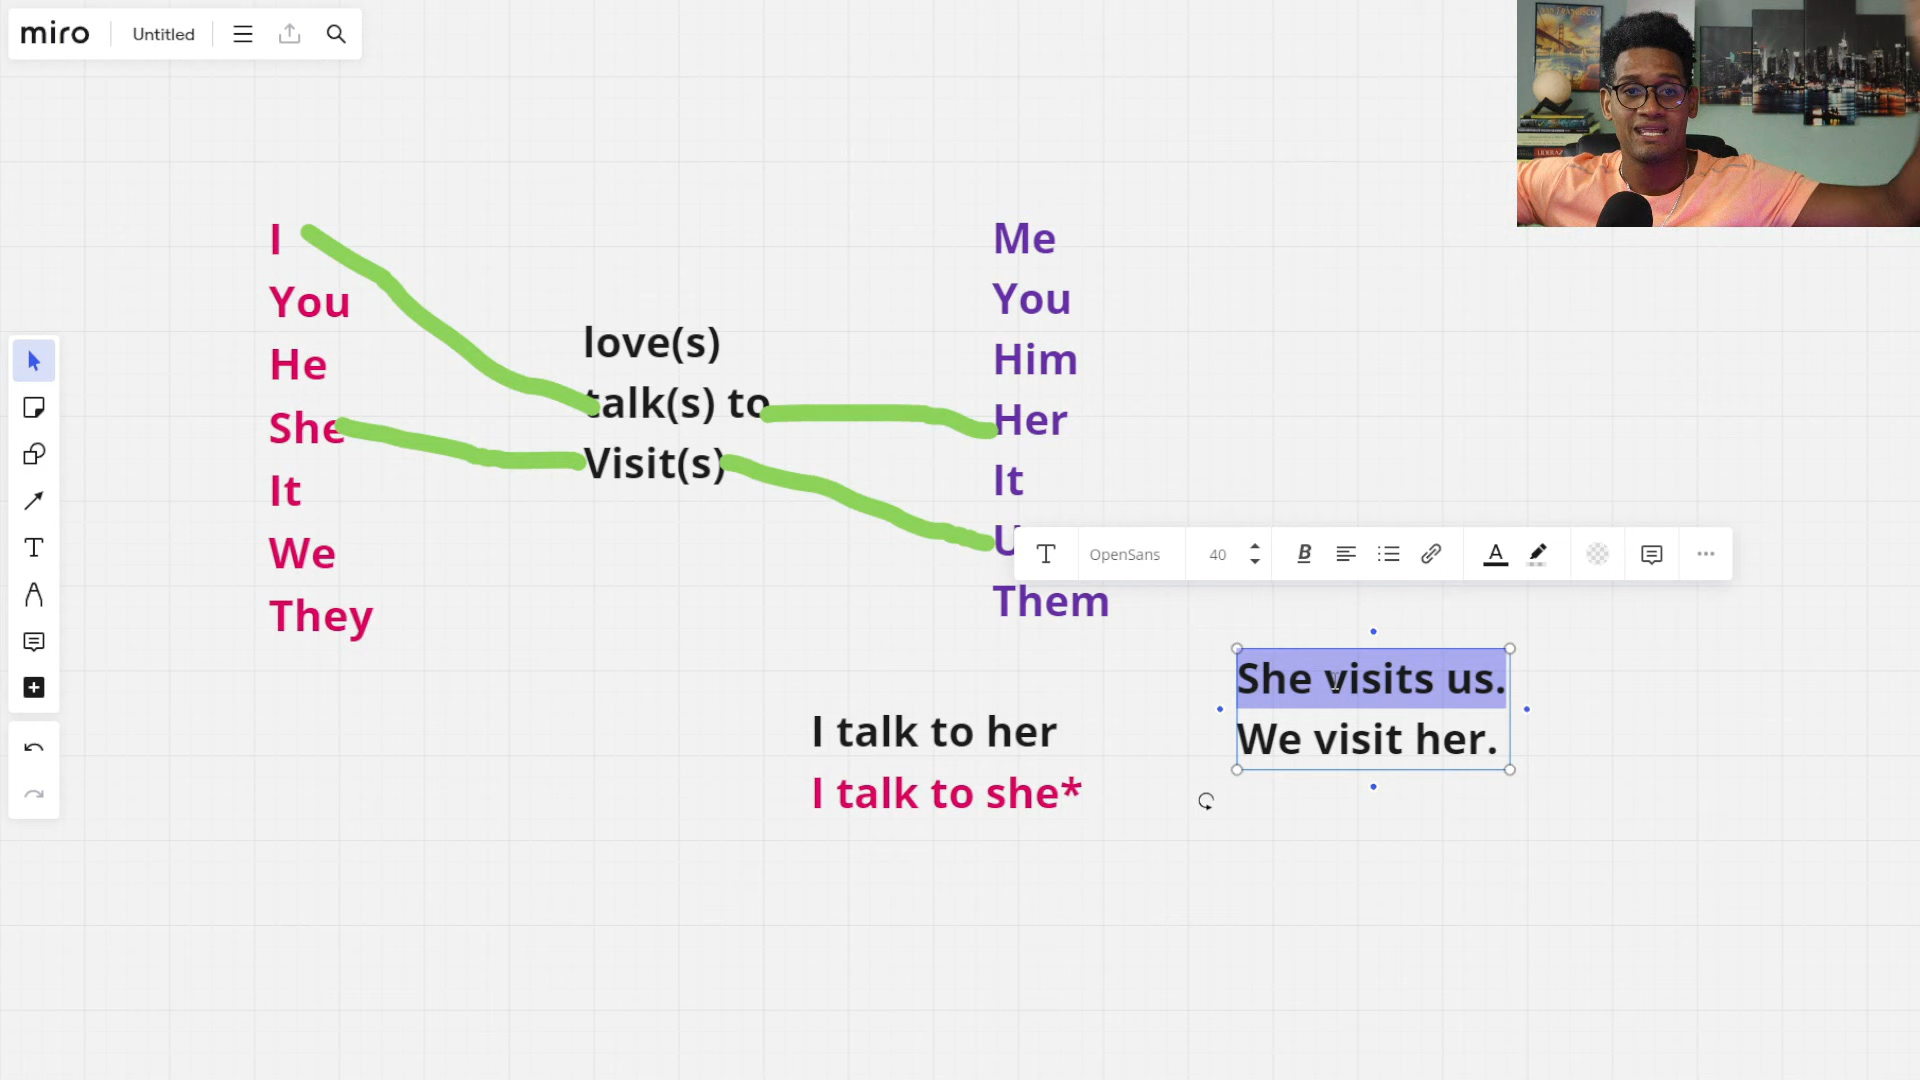 miro
Untitled
I
You
He
She
It
We
They
love(s)
talk(s) to
Visit(s)
Me
You
Him
Her
It
U
Them
OpenSans
40
B
A
She visits us.
We visit her.
I talk to her
I talk to she*